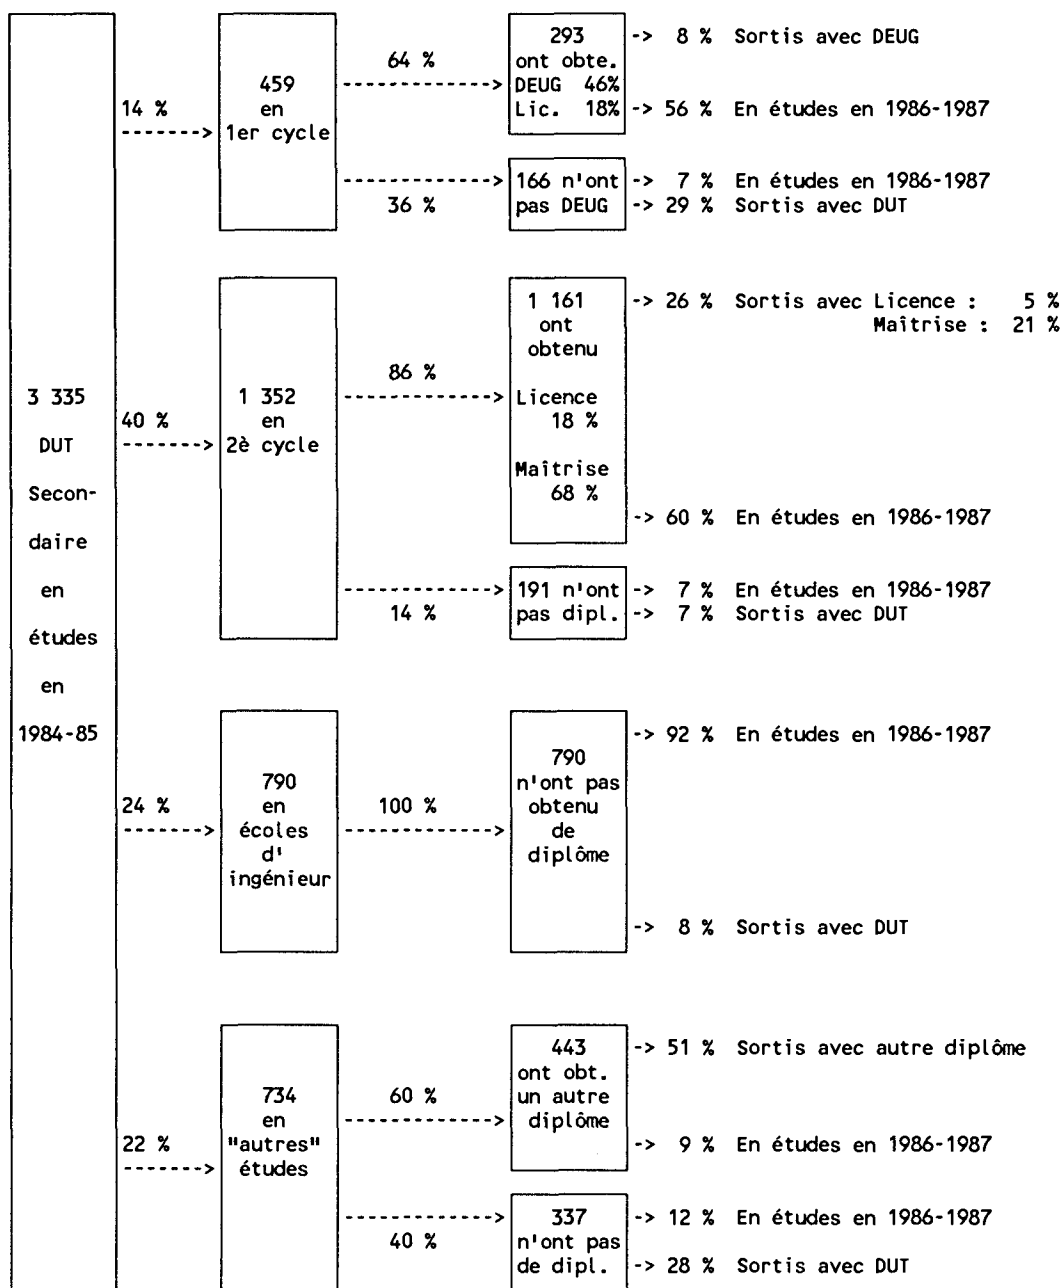 3 335
DUT
Secon-
daire
en
études
en
1984-85
14 %
------->
459
en
1er cycle
64 %
------------->
293
ont obte.
DEUG 46%
Lic. 18%
-> 8 % Sortis avec DEUG
-> 56 % En études en 1986-1987
------------->
36 %
166 n'ont
pas DEUG
-> 7 % En études en 1986-1987
-> 29 % Sortis avec DUT
40 %
------->
1 352
en
2è cycle
86 %
------------->
1 161
ont
obtenu
Licence
18 %
Maîtrise
68 %
-> 26 % Sortis avec Licence : 5 %
Maîtrise : 21 %
-> 60 % En études en 1986-1987
------------->
14 %
191 n'ont
pas dipl.
-> 7 % En études en 1986-1987
-> 7 % Sortis avec DUT
24 %
------->
790
en
écoles
d'
ingénieur
100 %
------------->
790
n'ont pas
obtenu
de
diplôme
-> 92 % En études en 1986-1987
-> 8 % Sortis avec DUT
22 %
------->
734
en
"autres"
études
60 %
------------->
443
ont obt.
un autre
diplôme
-> 51 % Sortis avec autre diplôme
-> 9 % En études en 1986-1987
------------->
40 %
337
n'ont pas
de dipl.
-> 12 % En études en 1986-1987
-> 28 % Sortis avec DUT